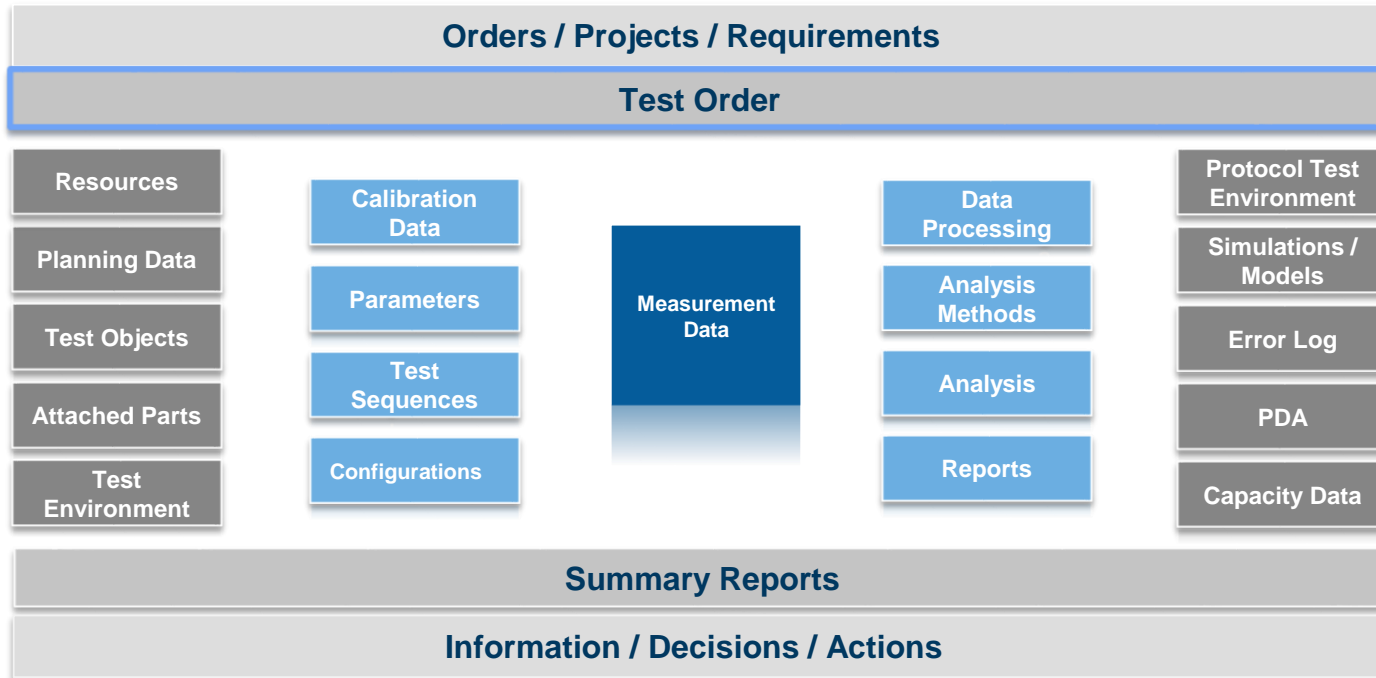 Orders / Projects / Requirements
Test Order
Resources
Planning Data
Test Objects
Attached Parts
Test
Environment
Calibration
Data
Parameters
Test
Sequences
Configurations
Measurement
Data
Data
Processing
Analysis
Methods
Analysis
Reports
Protocol Test
Environment
Simulations /
Models
Error Log
PDA
Capacity Data
Summary Reports
Information / Decisions / Actions